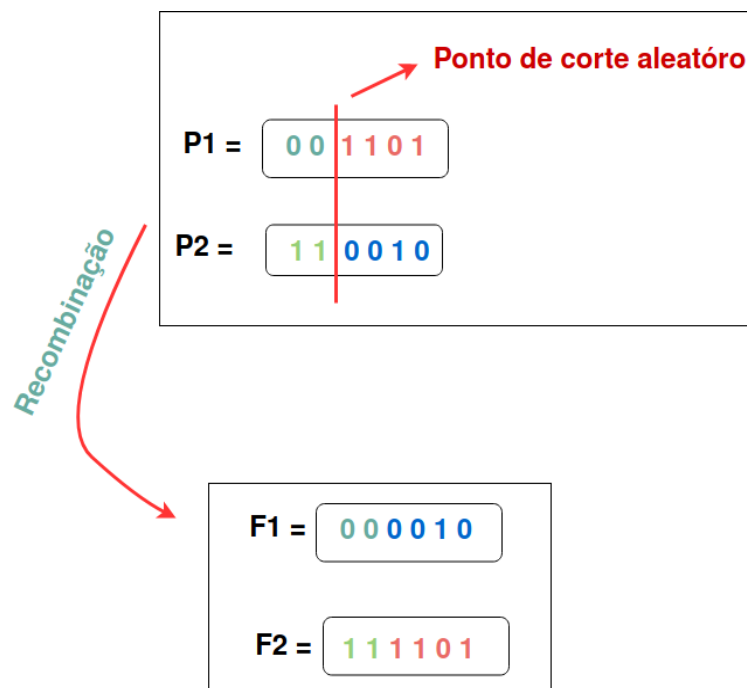 Ponto de corte aleatóro
P1 = 0 0 1 1 0 1
P2 = 1 1 0 0 1 0
Recombinação
F1 = 0 0 0 0 1 0
F2 = 1 1 1 1 0 1